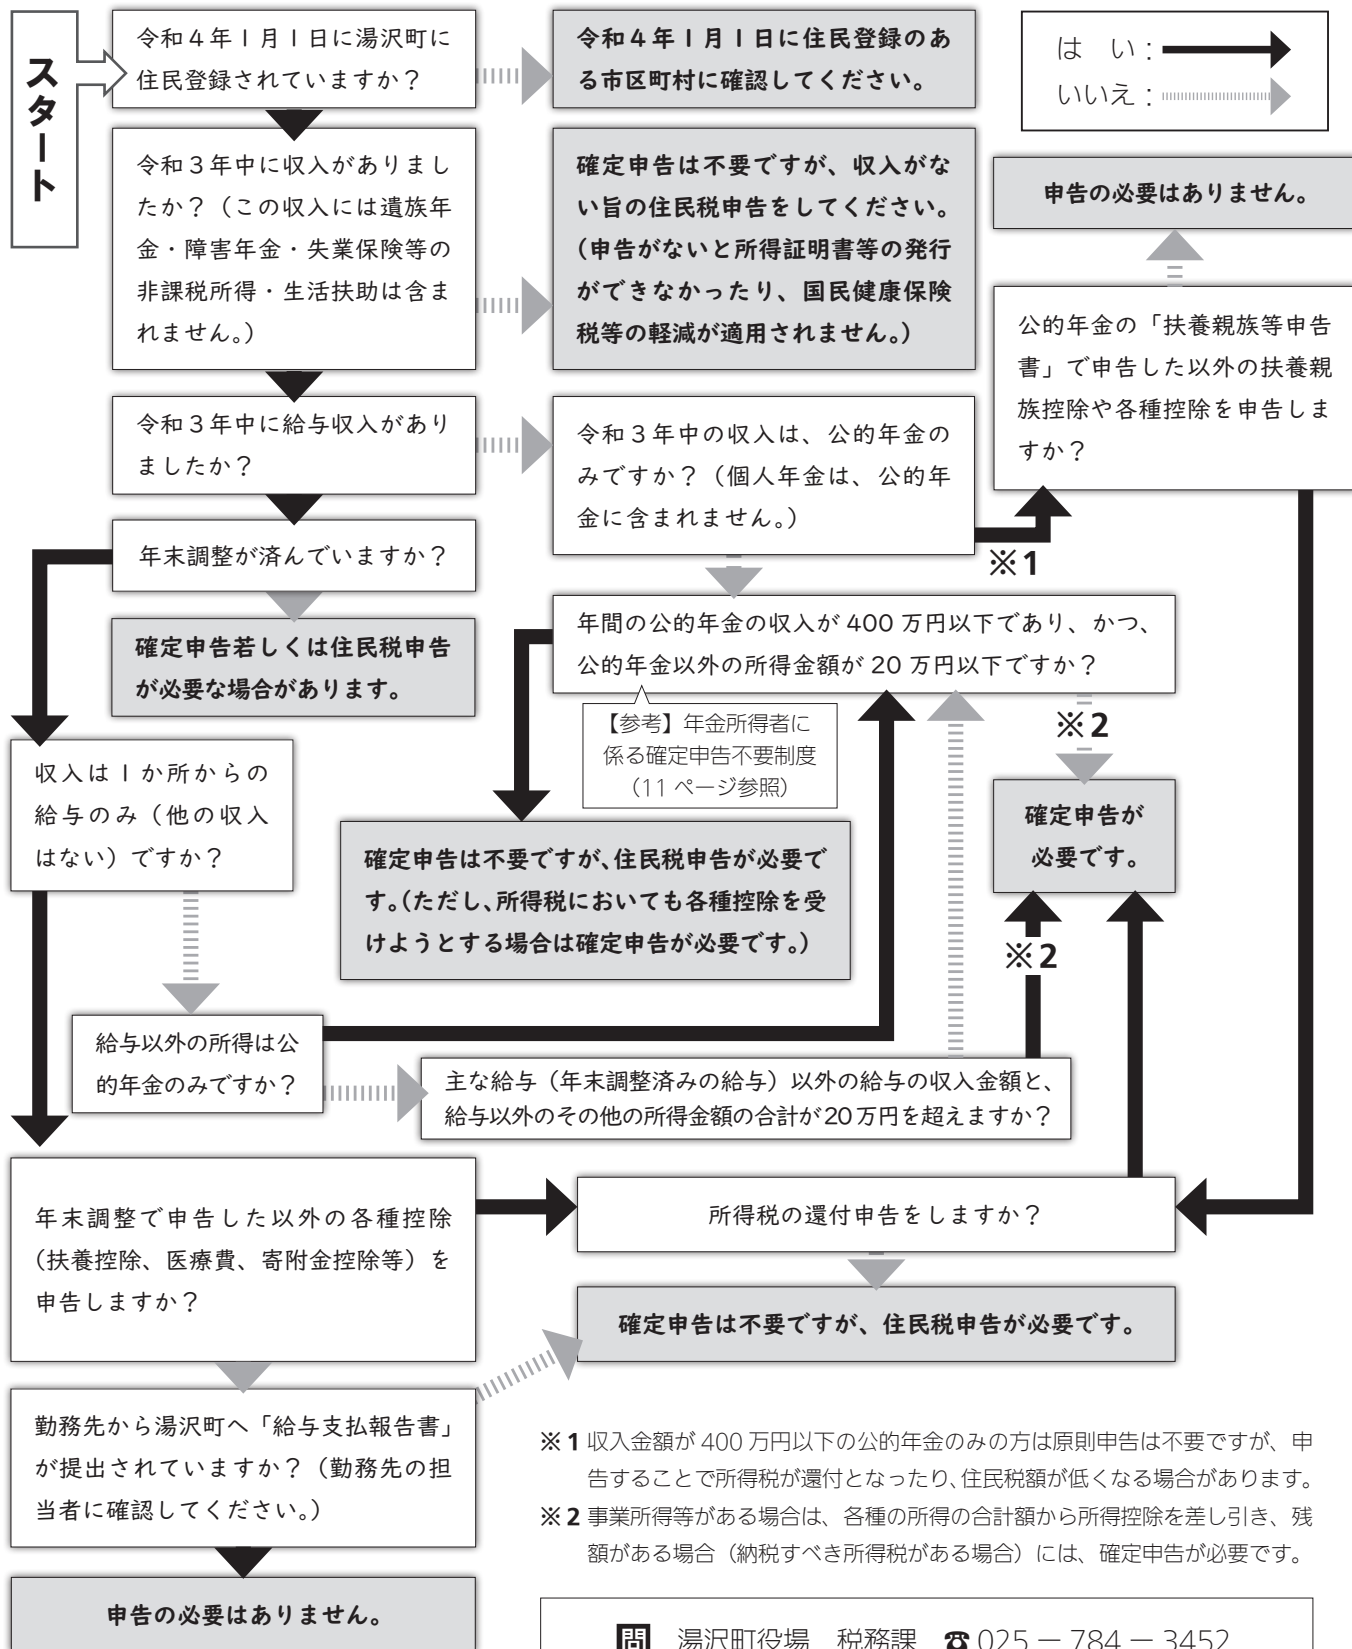 スタート
令和４年１月１日に湯沢町に
住民登録されていますか？
令和４年１月１日に住民登録のあ
る市区町村に確認してください。
は　い：
いいえ：
令和３年中に収入がありまし
たか？（この収入には遺族年
金・障害年金・失業保険等の
非課税所得・生活扶助は含ま
れません。）
確定申告は不要ですが、収入がな
い旨の住民税申告をしてください。
（申告がないと所得証明書等の発行
ができなかったり、国民健康保険
税等の軽減が適用されません。）
申告の必要はありません。
公的年金の「扶養親族等申告
書」で申告した以外の扶養親
族控除や各種控除を申告しま
すか？
令和３年中に給与収入があり
ましたか？
令和３年中の収入は、公的年金の
みですか？（個人年金は、公的年
金に含まれません。）
※1
年末調整が済んでいますか？
確定申告若しくは住民税申告
が必要な場合があります。
年間の公的年金の収入が 400 万円以下であり、かつ、
公的年金以外の所得金額が 20 万円以下ですか？
【参考】年金所得者に
係る確定申告不要制度
（11 ページ参照）
※2
確定申告が
必要です。
収入は１か所からの
給与のみ（他の収入
はない）ですか？
確定申告は不要ですが、住民税申告が必要で
す。（ただし、所得税においても各種控除を受
けようとする場合は確定申告が必要です。）
※2
給与以外の所得は公
的年金のみですか？
主な給与（年末調整済みの給与）以外の給与の収入金額と、
給与以外のその他の所得金額の合計が20万円を超えますか？
年末調整で申告した以外の各種控除
（扶養控除、医療費、寄附金控除等）を
申告しますか？
所得税の還付申告をしますか？
確定申告は不要ですが、住民税申告が必要です。
勤務先から湯沢町へ「給与支払報告書」
が提出されていますか？（勤務先の担
当者に確認してください。）
申告の必要はありません。
※1 収入金額が 400 万円以下の公的年金のみの方は原則申告は不要ですが、申
告することで所得税が還付となったり、住民税額が低くなる場合があります。
※2 事業所得等がある場合は、各種の所得の合計額から所得控除を差し引き、残
額がある場合（納税すべき所得税がある場合）には、確定申告が必要です。
問　湯沢町役場　税務課　☎ 025 − 784 − 3452